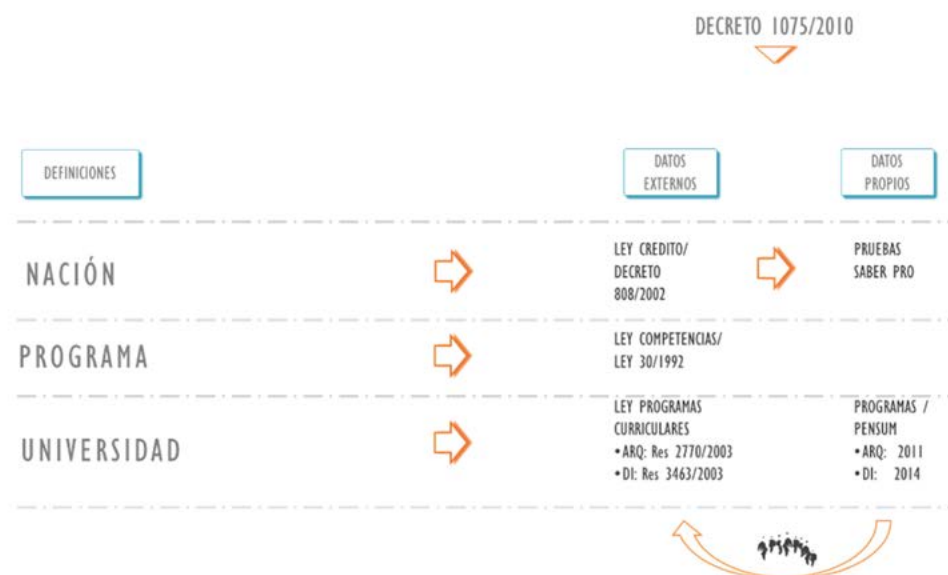 DECRETO 1075/2010
DEFINICIONES
DATOS
EXTERNOS
DATOS
PROPIOS
NACIÓN
LEY CREDITO/
DECRETO
808/2002
PRUEBAS
SABER PRO
PROGRAMA
LEY COMPETENCIAS/
LEY 30/1992
UNIVERSIDAD
LEY PROGRAMAS
CURRICULARES
•ARQ: Res 2770/2003
•DI: Res 3463/2003
PROGRAMAS /
PENSUM
•ARQ: 2011
•DI: 2014